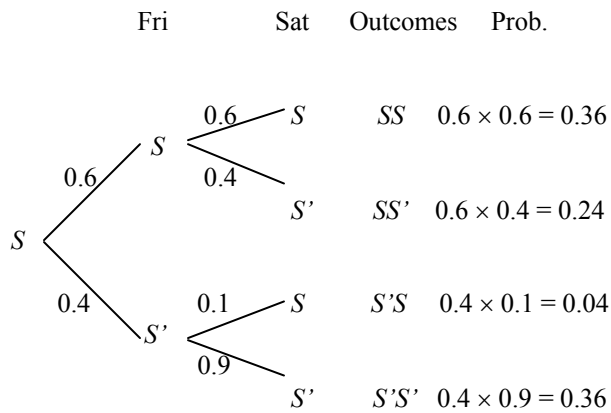 Fri Sat Outcomes Prob.
0.6 S SS 0.6 × 0.6 = 0.36
S
0.6 0.4
S' SS' 0.6 × 0.4 = 0.24
S
0.4 0.1 S S'S 0.4 × 0.1 = 0.04
S'
0.9
S' S'S' 0.4 × 0.9 = 0.36